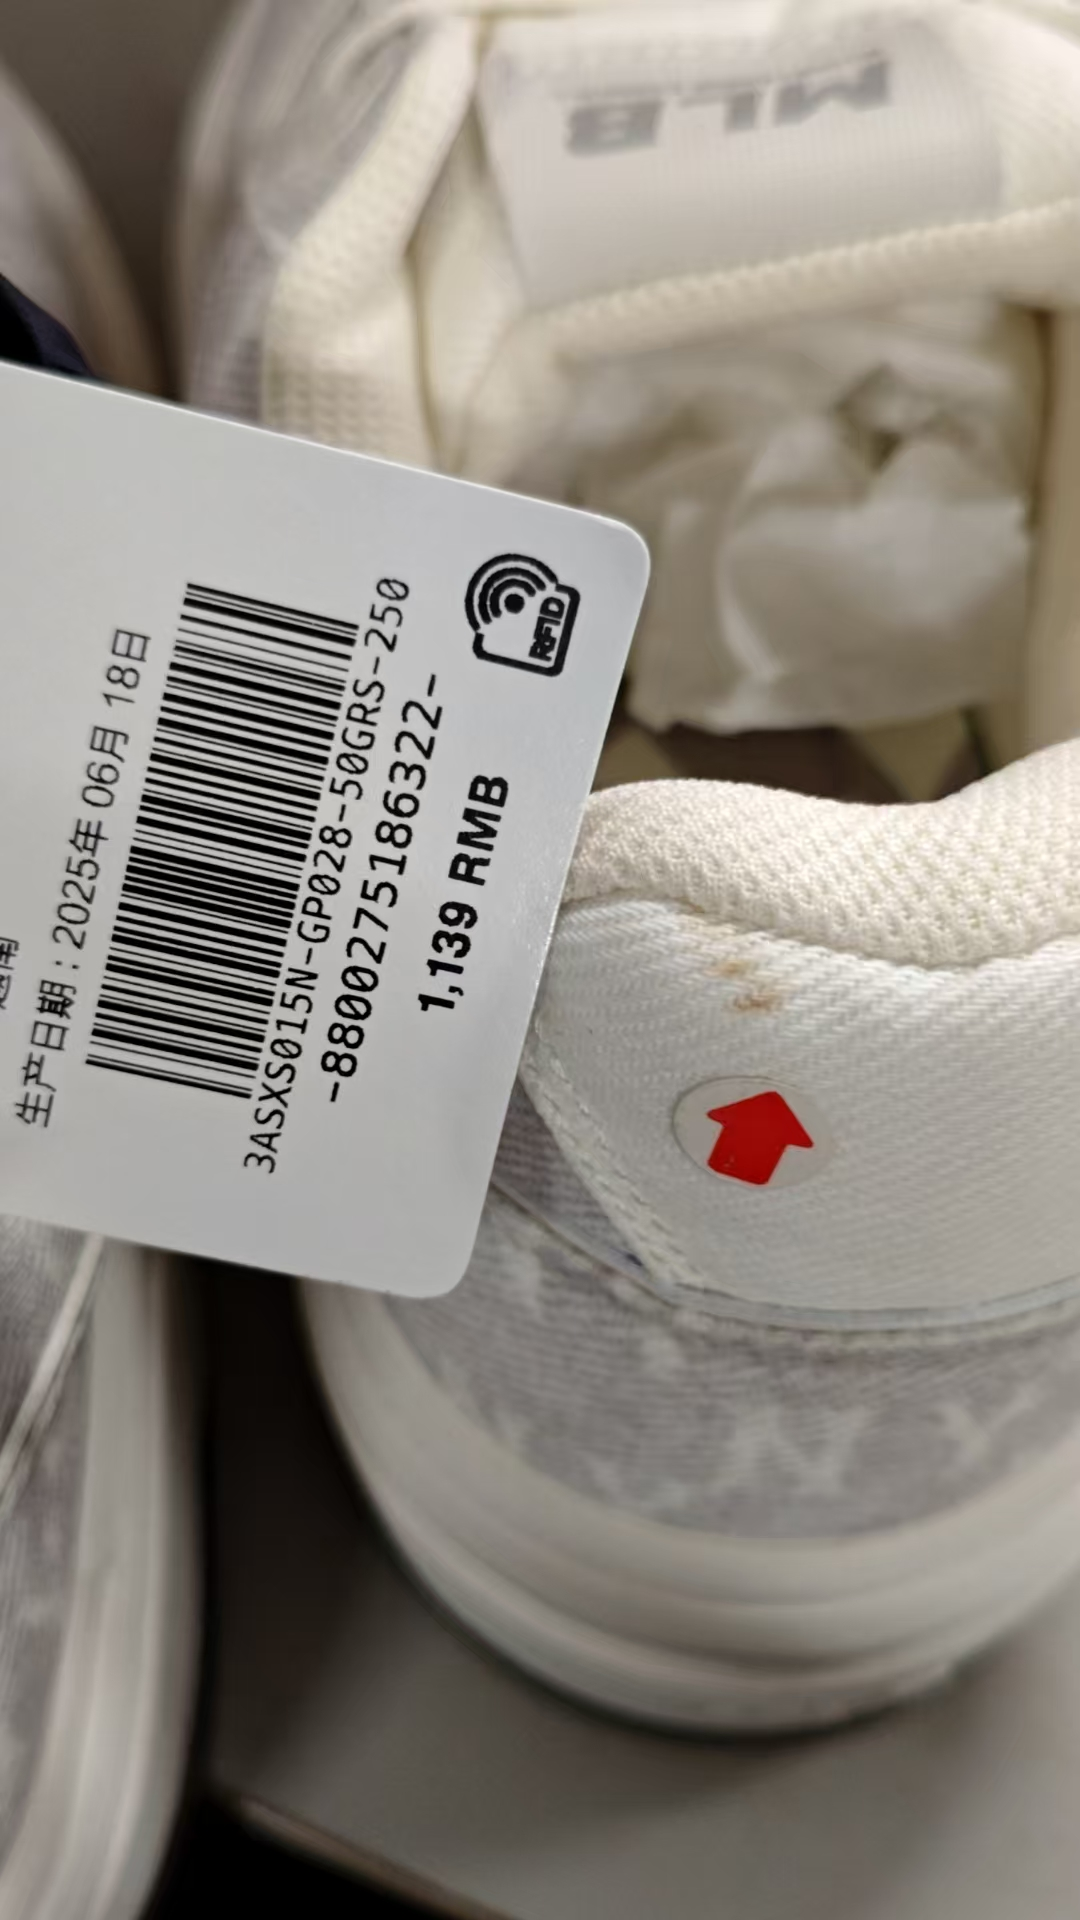 MLB
生产日期：2025年 06月 18日
3ASXS015N-GP028-50GRS-250
-8800275186322-
1,139 RMB
RFID
NY